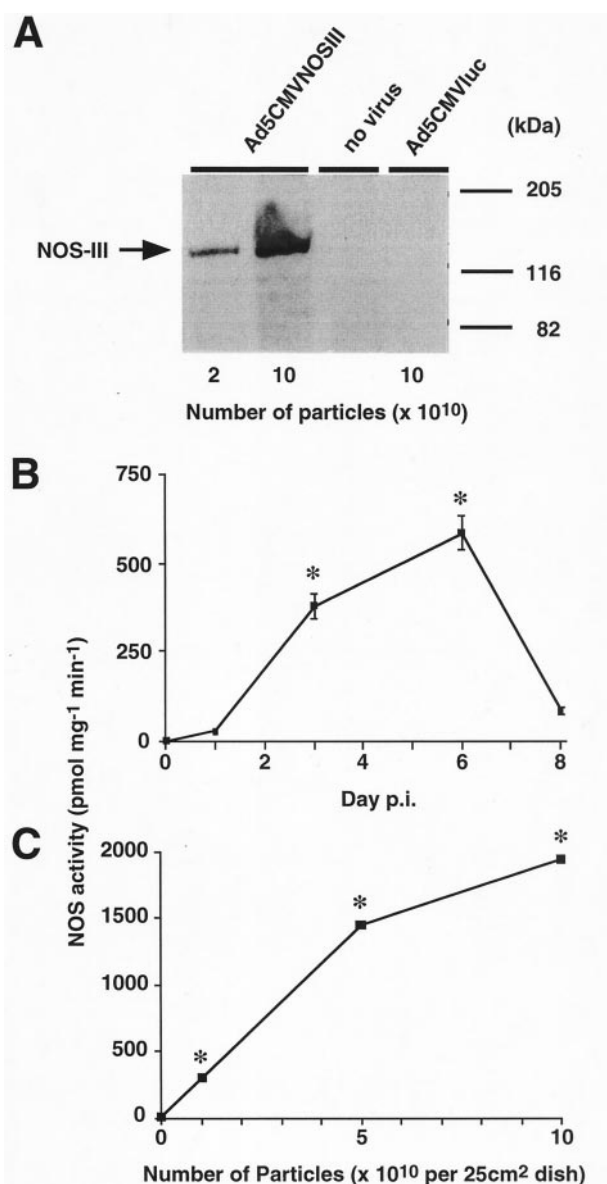 A
Ad5CMVNOSIII
no virus
Ad5CMVluc
(kDa)
205
NOS-III
116
82
2 10 10
Number of particles (x 10¹⁰)
B
750
*
*
500
250
0
0 2 4 6 8
Day p.i.
NOS activity (pmol mg⁻¹ min⁻¹)
C
2000
*
*
1500
1000
500
*
0
0 5 10
Number of Particles (x 10¹⁰ per 25cm² dish)